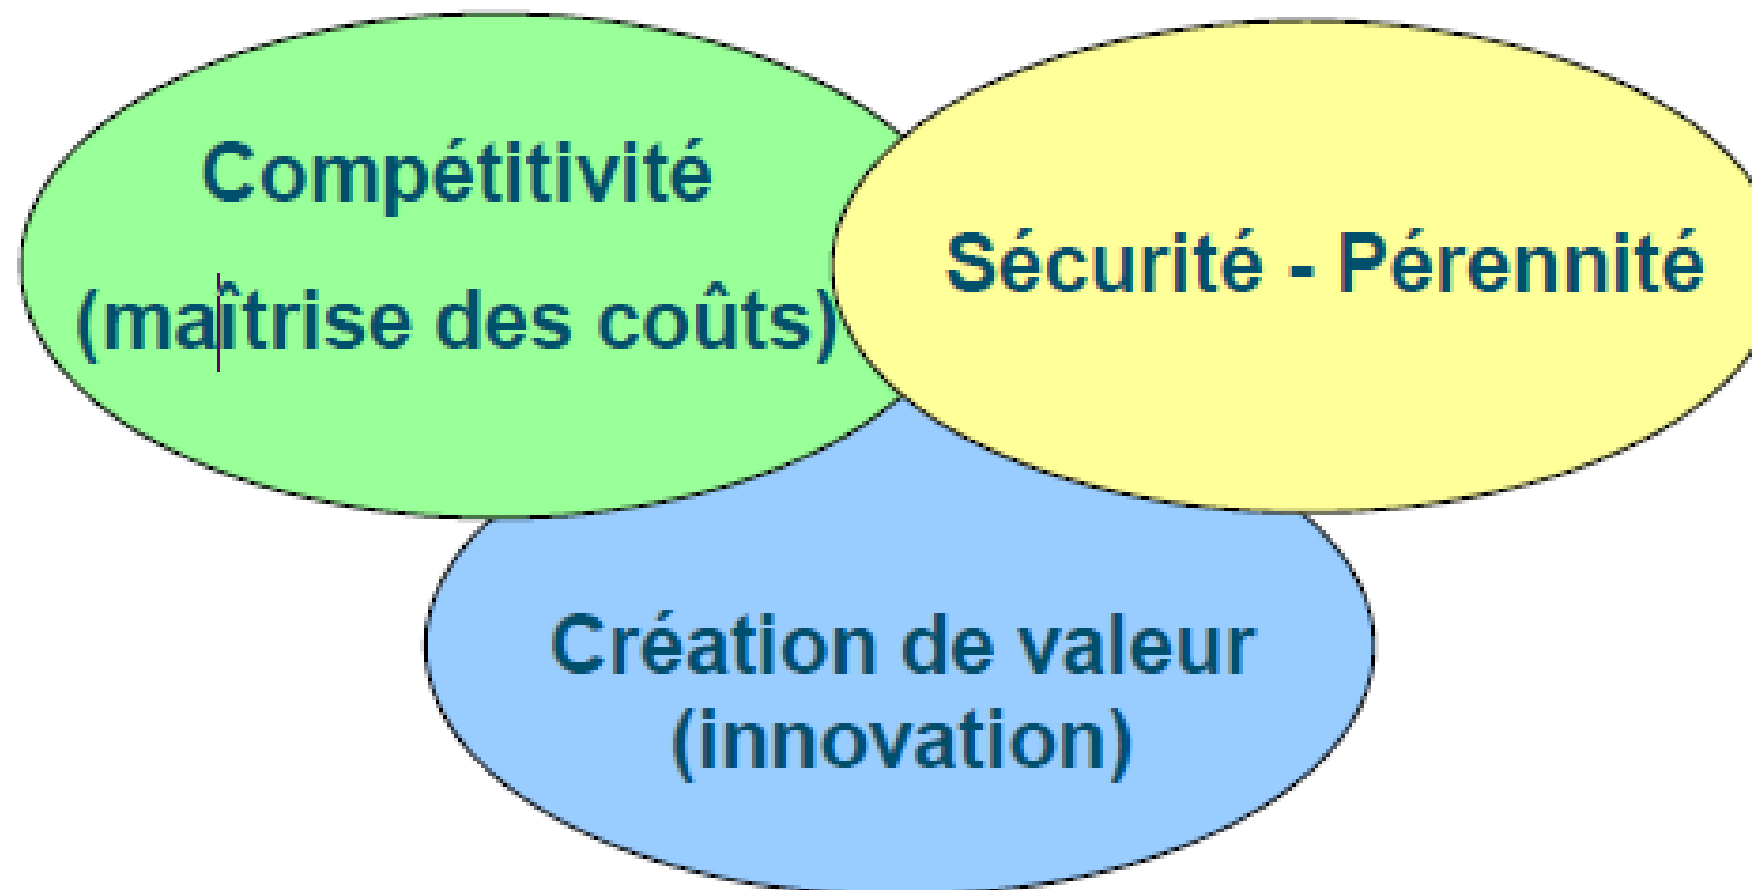 Compétitivité
(maîtrise des coûts)
Sécurité - Pérennité
Création de valeur
(innovation)